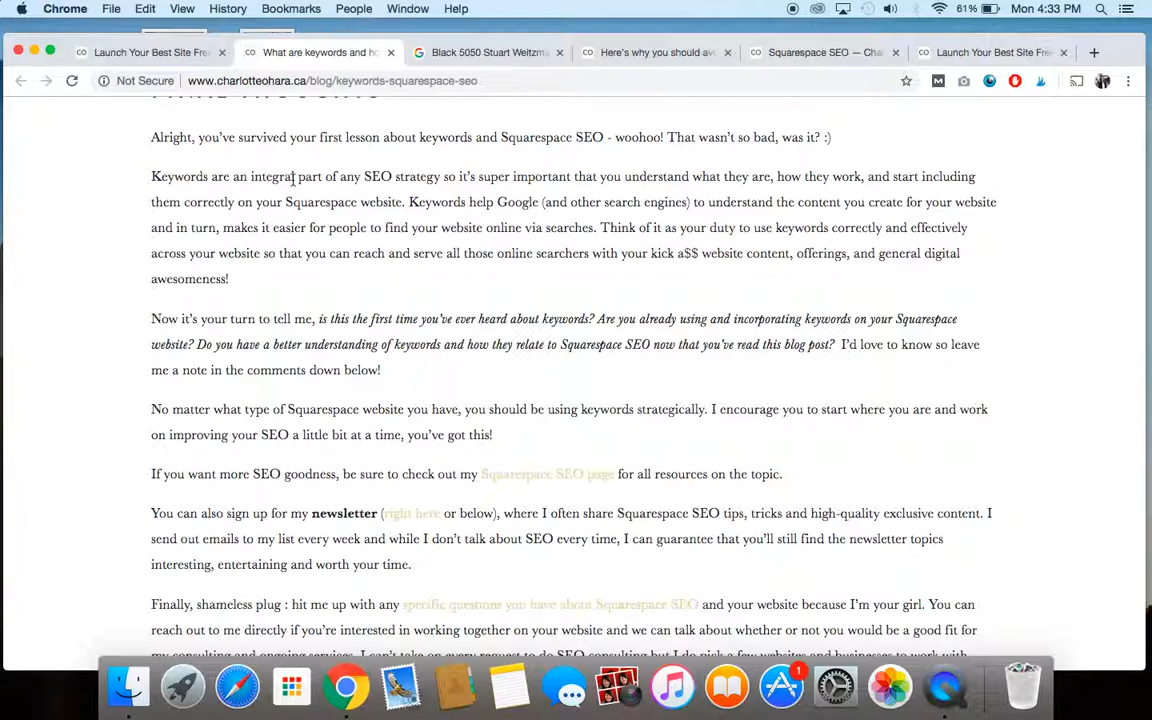 Chrome File Edit View History Bookmarks People Window Help 61% Mon 4:33 PM
Launch Your Best Site Free What are keywords and ho Black 5050 Stuart Weitzma Here's why you should av Squarespace SEO — Cha Launch Your Best Site Free
Not Secure www.charlotteohara.ca/blog/keywords-squarespace-seo
Alright, you've survived your first lesson about keywords and Squarespace SEO - woohoo! That wasn't so bad, was it? :)
Keywords are an integral part of any SEO strategy so it's super important that you understand what they are, how they work, and start including
them correctly on your Squarespace website. Keywords help Google (and other search engines) to understand the content you create for your website
and in turn, makes it easier for people to find your website online via searches. Think of it as your duty to use keywords correctly and effectively
across your website so that you can reach and serve all those online searchers with your kick a$$ website content, offerings, and general digital
awesomeness!
Now it's your turn to tell me, is this the first time you've ever heard about keywords? Are you already using and incorporating keywords on your Squarespace
website? Do you have a better understanding of keywords and how they relate to Squarespace SEO now that you've read this blog post? I'd love to know so leave
me a note in the comments down below!
No matter what type of Squarespace website you have, you should be using keywords strategically. I encourage you to start where you are and work
on improving your SEO a little bit at a time, you've got this!
If you want more SEO goodness, be sure to check out my Squarespace SEO page for all resources on the topic.
You can also sign up for my newsletter (right here or below), where I often share Squarespace SEO tips, tricks and high-quality exclusive content. I
send out emails to my list every week and while I don't talk about SEO every time, I can guarantee that you'll still find the newsletter topics
interesting, entertaining and worth your time.
Finally, shameless plug : hit me up with any specific questions you have about Squarespace SEO and your website because I'm your girl. You can
reach out to me directly if you're interested in working together on your website and we can talk about whether or not you would be a good fit for
1